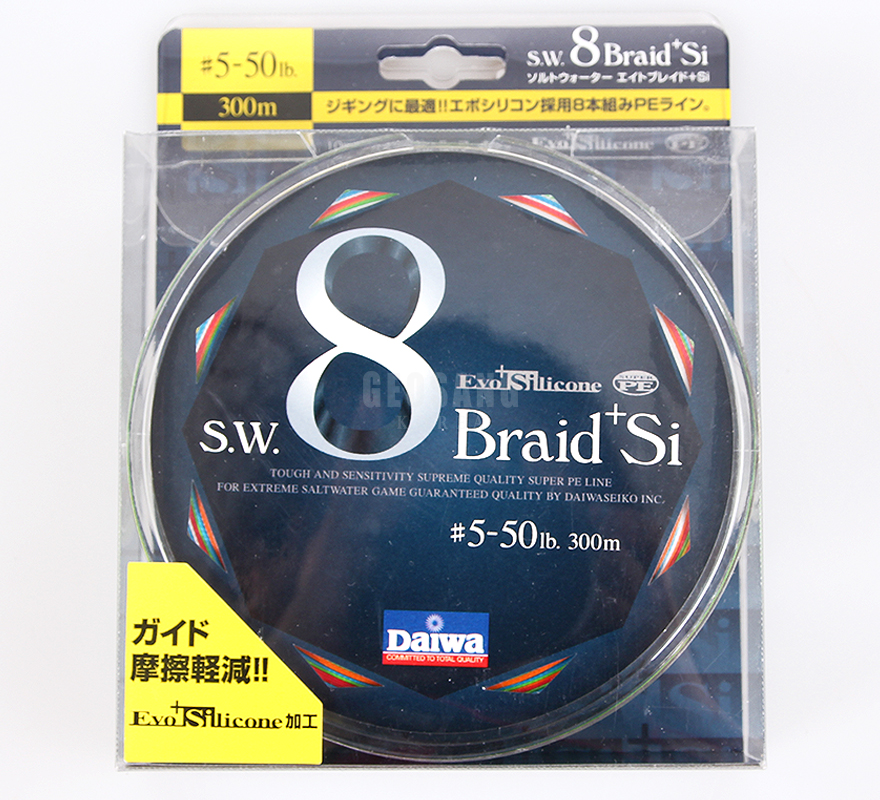 #5-50lb.
300m
S.W. 8 Braid+Si
ソルトウォーター エイトブレイド+Si
ジギングに最適!!エボシリコン採用8本組みPEライン。
Evo+Silicone PE
Evo+Silicone SUPER PE
GEOSANG
S.W. 8 Braid+Si
TOUGH AND SENSITIVITY SUPREME QUALITY SUPER PE LINE
FOR EXTREME SALTWATER GAME GUARANTEED QUALITY BY DAIWASEIKO INC.
#5-50lb. 300m
Daiwa
COMMITTED TO TOTAL QUALITY
ガイド
摩擦軽減!!
Evo+Silicone加工